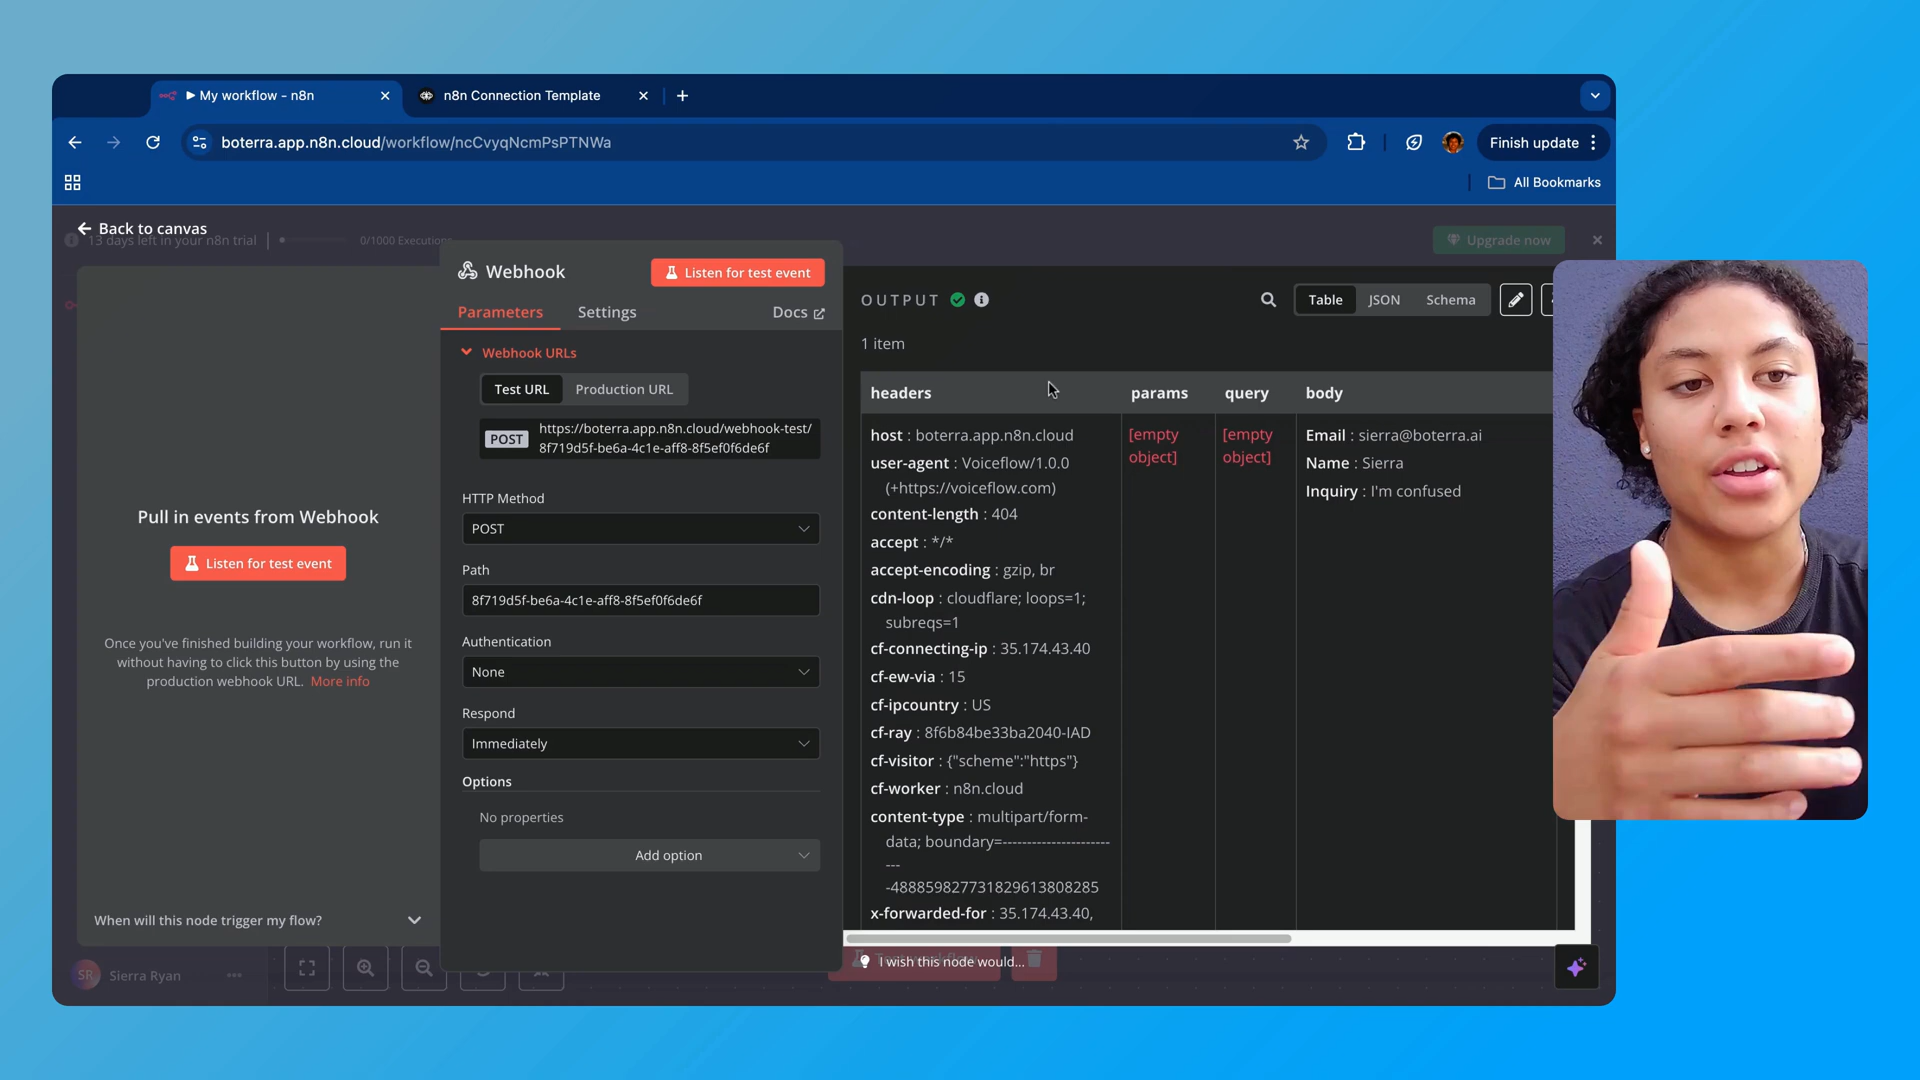 My workflow - n8n
n8n Connection Template
boterra.app.n8n.cloud/workflow/ncCvyqNcmPsPTNWa
Finish update
All Bookmarks
Back to canvas
13 days left in your n8n trial
0/1000 Executions
Upgrade now
Pull in events from Webhook
Listen for test event
Once you've finished building your workflow, run it
without having to click this button by using the
production webhook URL. More info
When will this node trigger my flow?
Webhook
Listen for test event
Parameters
Settings
Docs
Webhook URLs
Test URL
Production URL
POST
https://boterra.app.n8n.cloud/webhook-test/
8f719d5f-be6a-4c1e-aff8-8f5ef0f6de6f
HTTP Method
POST
Path
8f719d5f-be6a-4c1e-aff8-8f5ef0f6de6f
Authentication
None
Respond
Immediately
Options
No properties
Add option
OUTPUT
Table
JSON
Schema
1 item
headers
params
query
body
host : boterra.app.n8n.cloud
user-agent : Voiceflow/1.0.0
(+https://voiceflow.com)
content-length : 404
accept : */*
accept-encoding : gzip, br
cdn-loop : cloudflare; loops=1;
subreqs=1
cf-connecting-ip : 35.174.43.40
cf-ew-via : 15
cf-ipcountry : US
cf-ray : 8f6b84be33ba2040-IAD
cf-visitor : {"scheme":"https"}
cf-worker : n8n.cloud
content-type : multipart/form-
data; boundary=-----------------------
---
-488859827731829613808285
x-forwarded-for : 35.174.43.40,
[empty
object]
[empty
object]
Email : sierra@boterra.ai
Name : Sierra
Inquiry : I'm confused
I wish this node would...
SR
Sierra Ryan